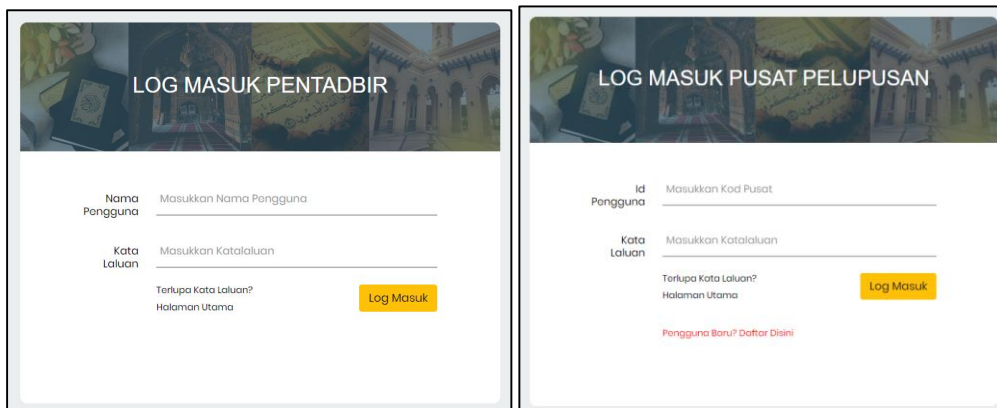 LOG MASUK PENTADBIR
Nama
Pengguna
Masukkan Nama Pengguna
Kata
Laluan
Masukkan Katalaluan
Terlupa Kata Laluan?
Halaman Utama
Log Masuk
LOG MASUK PUSAT PELUPUSAN
Id
Pengguna
Masukkan Kod Pusat
Kata
Laluan
Masukkan Katalaluan
Terlupa Kata Laluan?
Halaman Utama
Log Masuk
Pengguna Baru? Daftar Disini